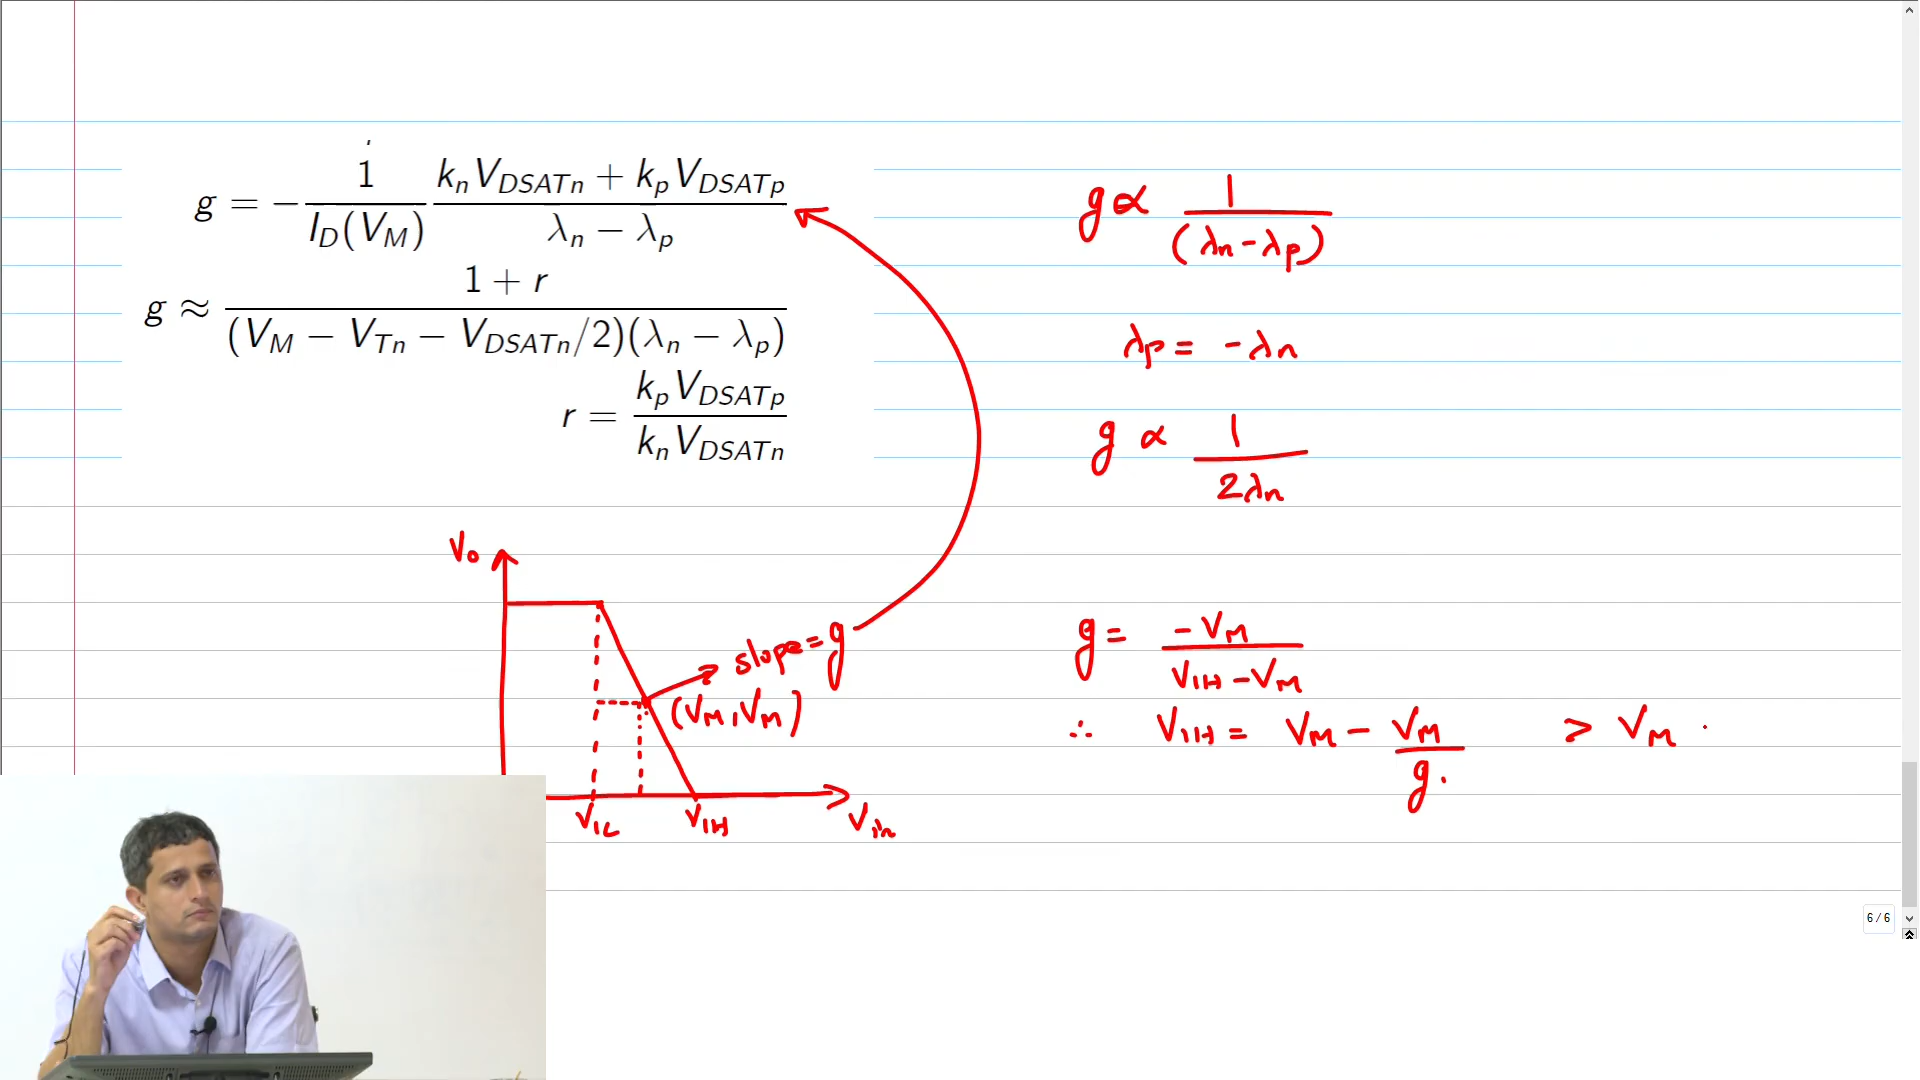 g = − 1 / I_D(V_M) · (k_n V_DSATn + k_p V_DSATp) / (λ_n − λ_p)
g ≈ (1 + r) / ((V_M − V_Tn − V_DSATn/2)(λ_n − λ_p))
r = k_p V_DSATp / k_n V_DSATn
g ∝ 1 / (λn − λp)
λp = − λn
g ∝ 1 / 2λn
V0
slope = g
(VM, VM)
VIL
VIH
Vin
g = − VM / (VIH − VM)
∴ VIH = VM − VM / g. > VM .
6 / 6